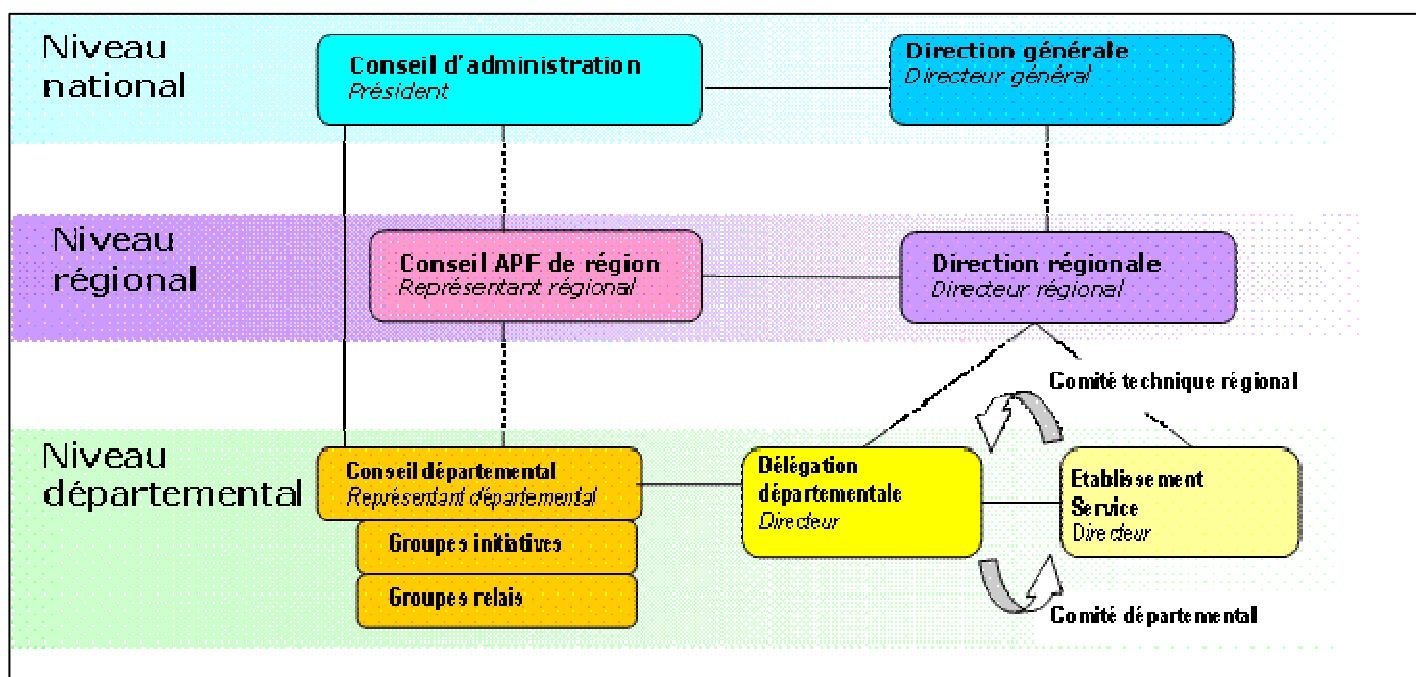 Niveau
national
Conseil d'administration
Président
Direction générale
Directeur général
Niveau
régional
Conseil APF de région
Représentant régional
Direction régionale
Directeur régional
Comité technique régional
Niveau
départemental
Conseil départemental
Représentant départemental
Groupes initiatives
Groupes relais
Délégation
départementale
Directeur
Etablissement
Service
Directeur
Comité départemental